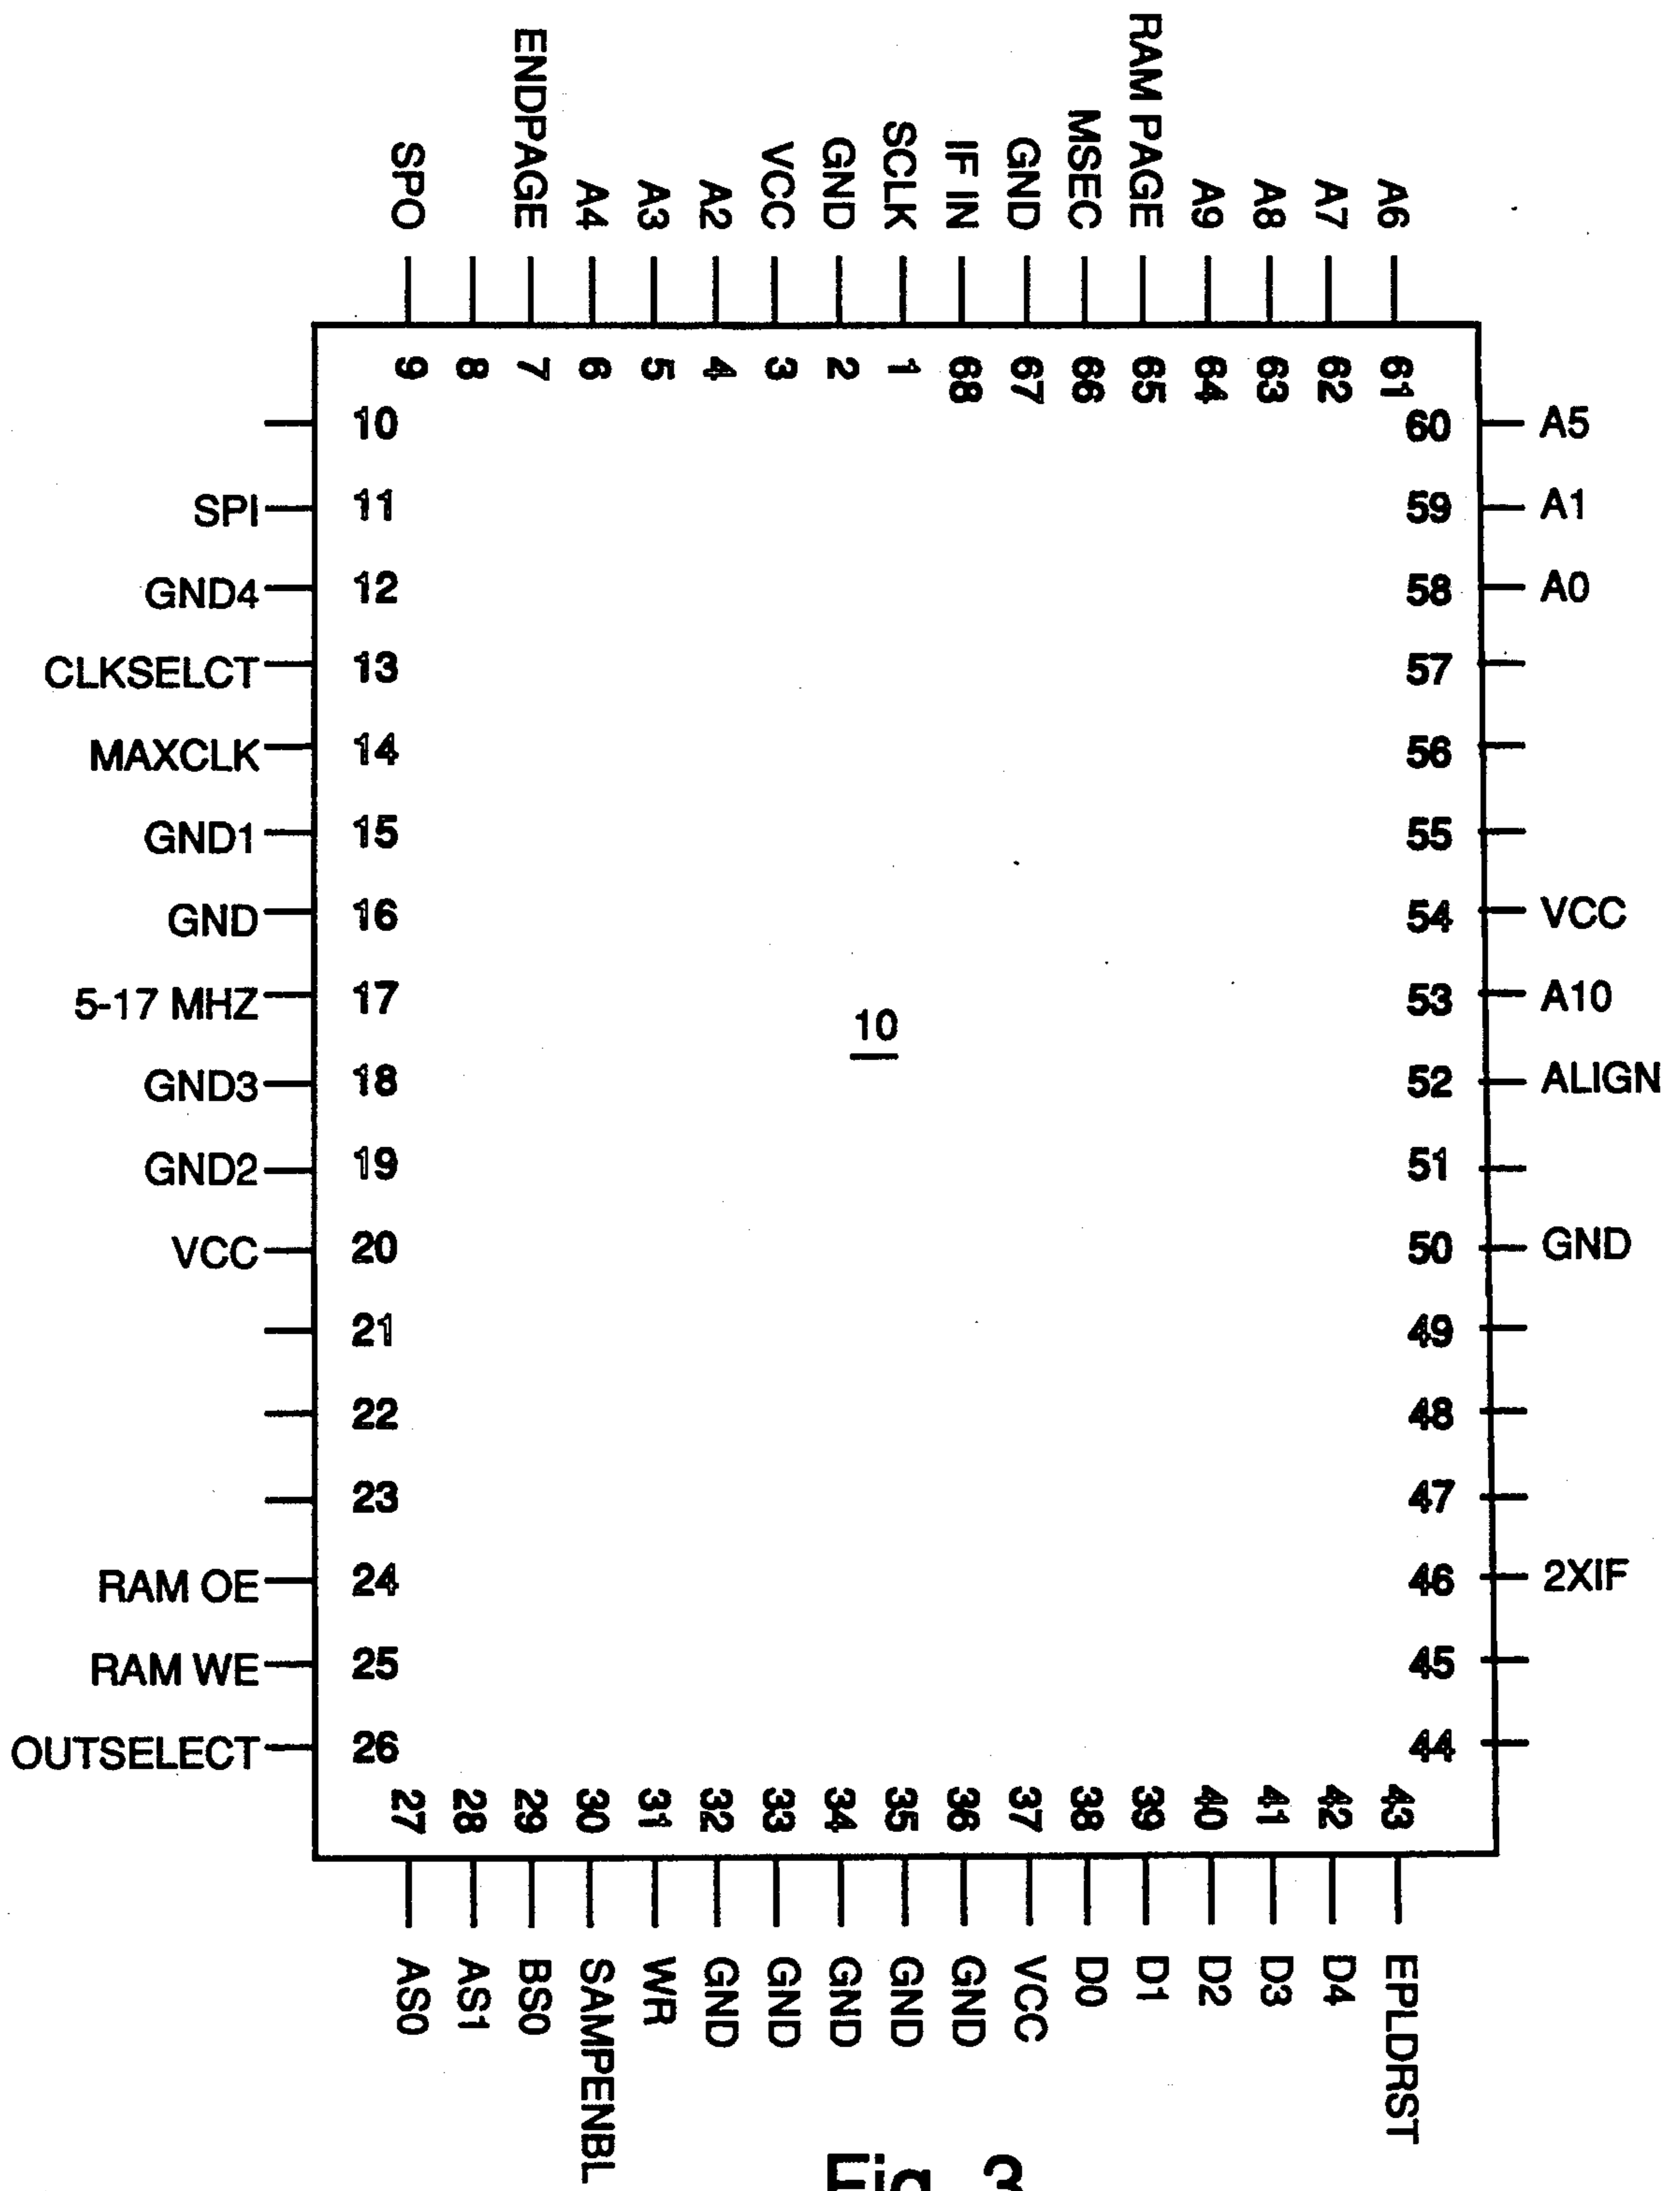 SPO
ENDPAGE
A4
A3
A2
VCC
GND
SCLK
IF IN
GND
MSEC
RAM PAGE
A9
A8
A7
A6
9 8 7 6 5 4 3 2 1 68 67 66 65 64 63 62 61
10
SPI 11
GND4 12
CLKSELCT 13
MAXCLK 14
GND1 15
GND 16
5-17 MHZ 17
GND3 18
GND2 19
VCC 20
21
22
23
RAM OE 24
RAM WE 25
OUTSELECT 26
10
60 A5
59 A1
58 A0
57
56
55
54 VCC
53 A10
52 ALIGN
51
50 GND
49
48
47
46 2XIF
45
44
27 28 29 30 31 32 33 34 35 36 37 38 39 40 41 42 43
AS0
AS1
BS0
SAMPENBL
WR
GND
GND
GND
GND
GND
VCC
D0
D1
D2
D3
D4
EPLDRST
Fig. 3